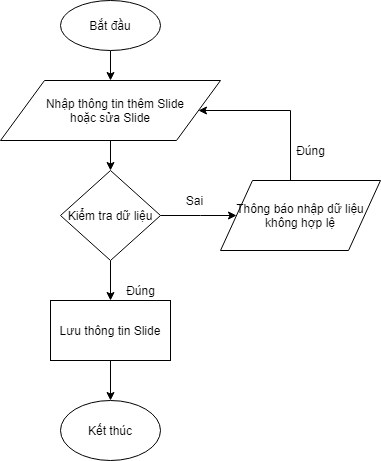 Bắt đầu
Nhập thông tin thêm Slide
hoặc sửa Slide
Đúng
Kiểm tra dữ liệu
Sai
Thông báo nhập dữ liệu
không hợp lệ
Đúng
Lưu thông tin Slide
Kết thúc